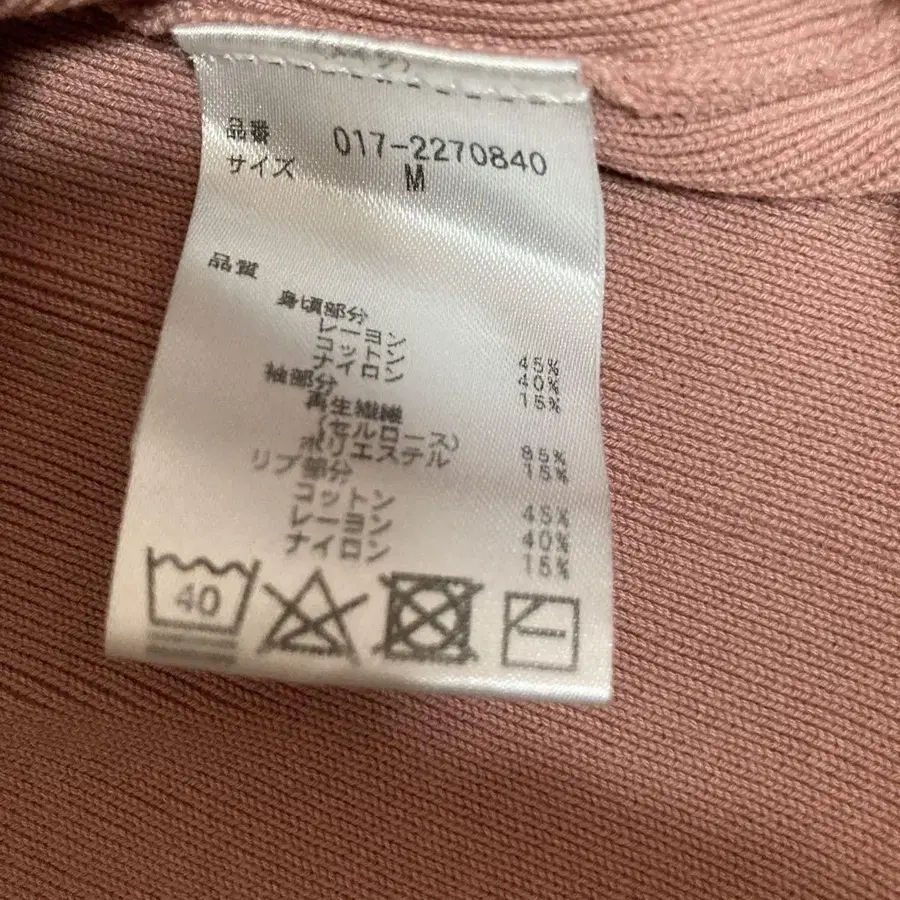 品番 017-2270840
サイズ M
品質
身頃部分
レーヨン 45%
コットン 40%
ナイロン 15%
袖部分
再生繊維
(セルロース) 85%
ポリエステル 15%
リブ部分
コットン 45%
レーヨン 40%
ナイロン 15%
40